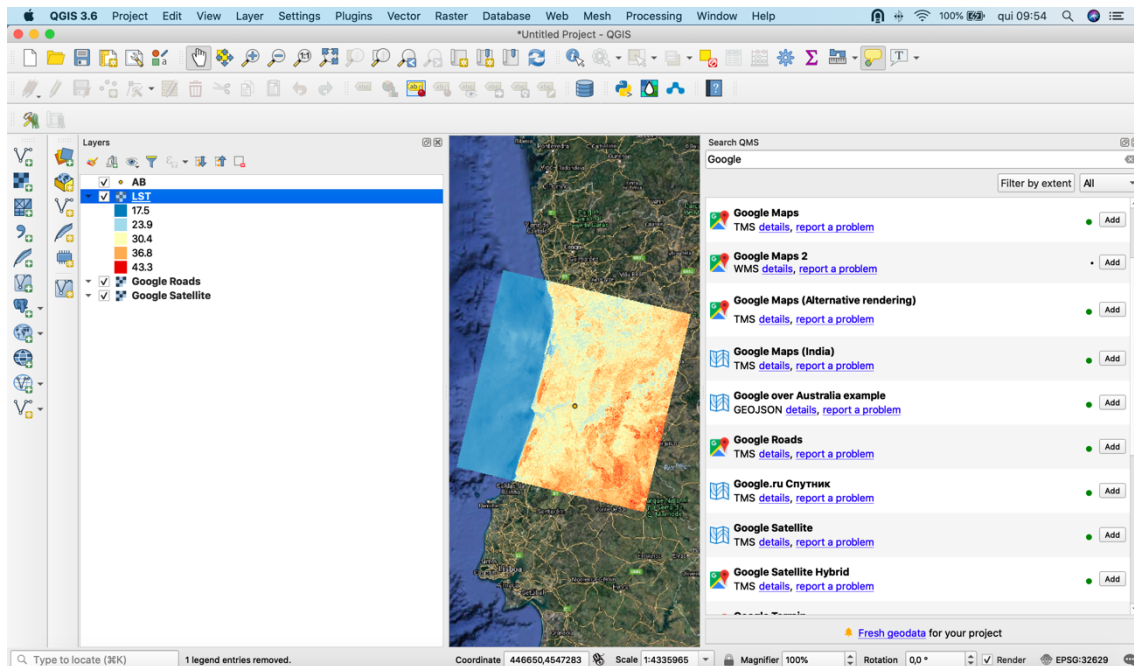 QGIS 3.6 Project Edit View Layer Settings Plugins Vector Raster Database Web Mesh Processing Window Help 100% qui 09:54
*Untitled Project - QGIS
Layers
AB
LST
17.5
23.9
30.4
36.8
43.3
Google Roads
Google Satellite
Lisboa
Setúbal
Search QMS
Google
Filter by extent All
Google Maps
TMS details, report a problem
Add
Google Maps 2
WMS details, report a problem
Add
Google Maps (Alternative rendering)
TMS details, report a problem
Add
Google Maps (India)
TMS details, report a problem
Add
Google over Australia example
GEOJSON details, report a problem
Add
Google Roads
TMS details, report a problem
Add
Google.ru Спутник
TMS details, report a problem
Add
Google Satellite
TMS details, report a problem
Add
Google Satellite Hybrid
TMS details, report a problem
Add
Fresh geodata for your project
Type to locate (⌘K) 1 legend entries removed. Coordinate 446650,4547283 Scale 1:4335965 Magnifier 100% Rotation 0,0 ° Render EPSG:32629